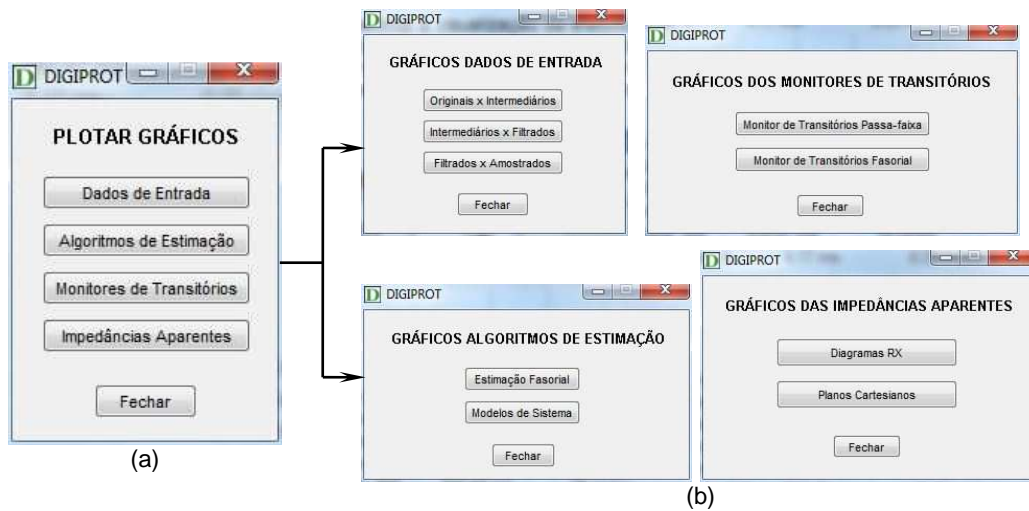 DIGIPROT
PLOTAR GRÁFICOS
Dados de Entrada
Algoritmos de Estimação
Monitores de Transitórios
Impedâncias Aparentes
Fechar
(a)
DIGIPROT
GRÁFICOS DADOS DE ENTRADA
Originais x Intermediários
Intermediários x Filtrados
Filtrados x Amostrados
Fechar
DIGIPROT
GRÁFICOS DOS MONITORES DE TRANSITÓRIOS
Monitor de Transitórios Passa-faixa
Monitor de Transitórios Fasorial
Fechar
DIGIPROT
GRÁFICOS ALGORITMOS DE ESTIMAÇÃO
Estimação Fasorial
Modelos de Sistema
Fechar
DIGIPROT
GRÁFICOS DAS IMPEDÂNCIAS APARENTES
Diagramas RX
Planos Cartesianos
Fechar
(b)